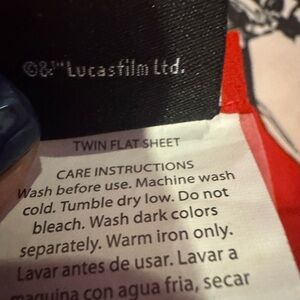 ©&™Lucasfilm Ltd.
TWIN FLAT SHEET
CARE INSTRUCTIONS
Wash before use. Machine wash
cold. Tumble dry low. Do not
bleach. Wash dark colors
separately. Warm iron only.
Lavar antes de usar. Lavar a
maquina con agua fria, secar